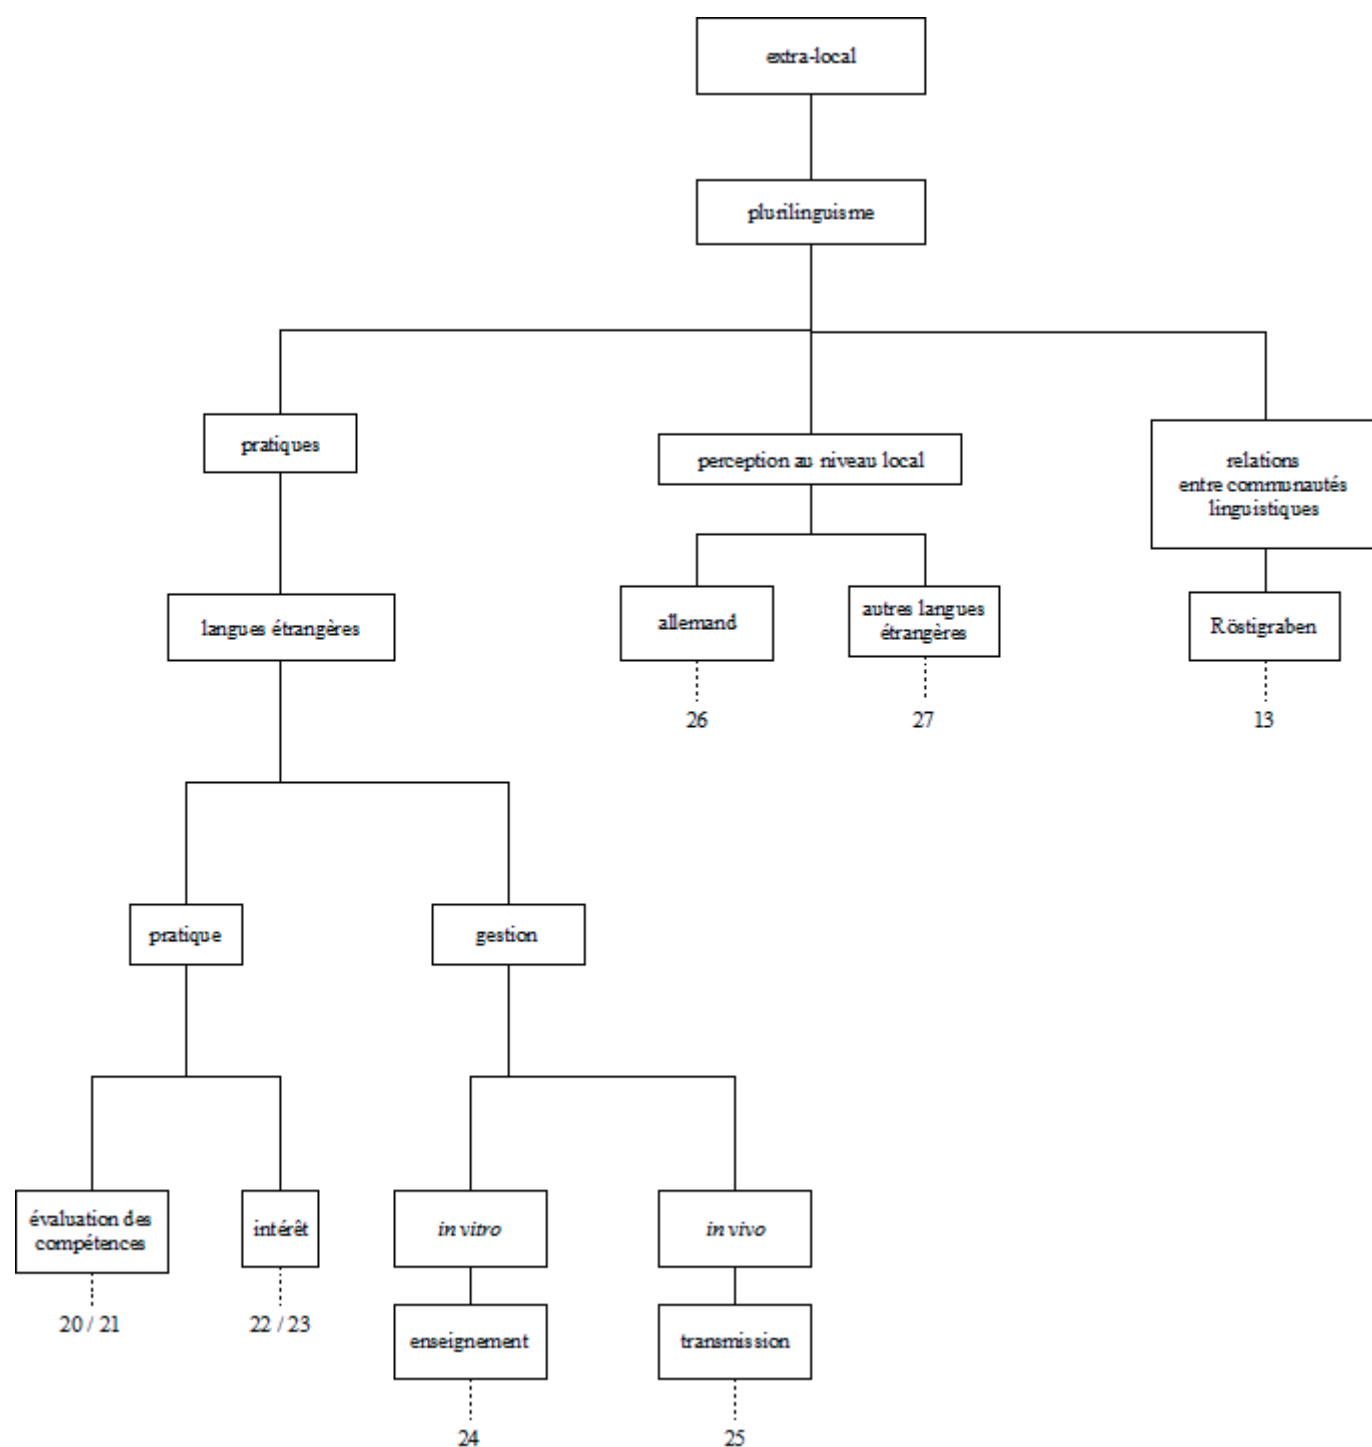 extra-local
plurilinguisme
pratiques
perception au niveau local
relations
entre communautés
linguistiques
langues étrangères
allemand
autres langues
étrangères
Röstigraben
26
27
13
pratique
gestion
évaluation des
compétences
intérêt
in vitro
in vivo
20 / 21
22 / 23
enseignement
transmission
24
25